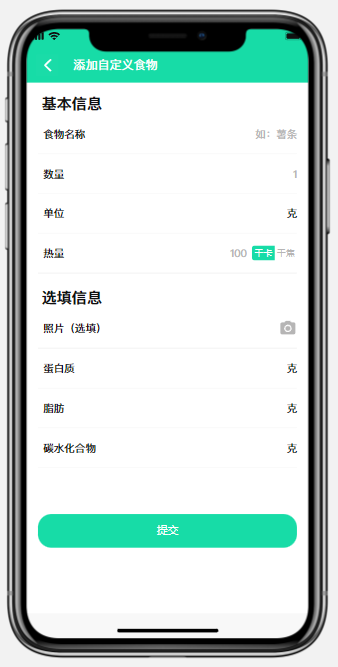 添加自定义食物
基本信息
食物名称 如：薯条
数量 1
单位 克
热量 100 千卡 千焦
选填信息
照片（选填）
蛋白质 克
脂肪 克
碳水化合物 克
提交